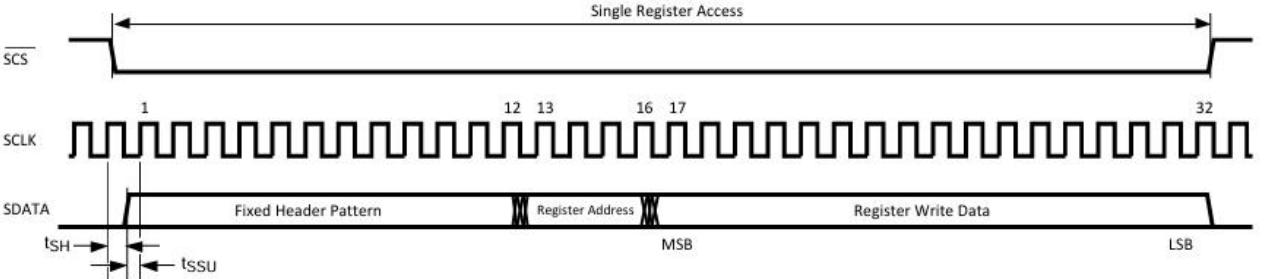 Single Register Access
SCS
1 12 13 16 17 32
SCLK
SDATA Fixed Header Pattern Register Address Register Write Data
tSH MSB LSB
tSSU